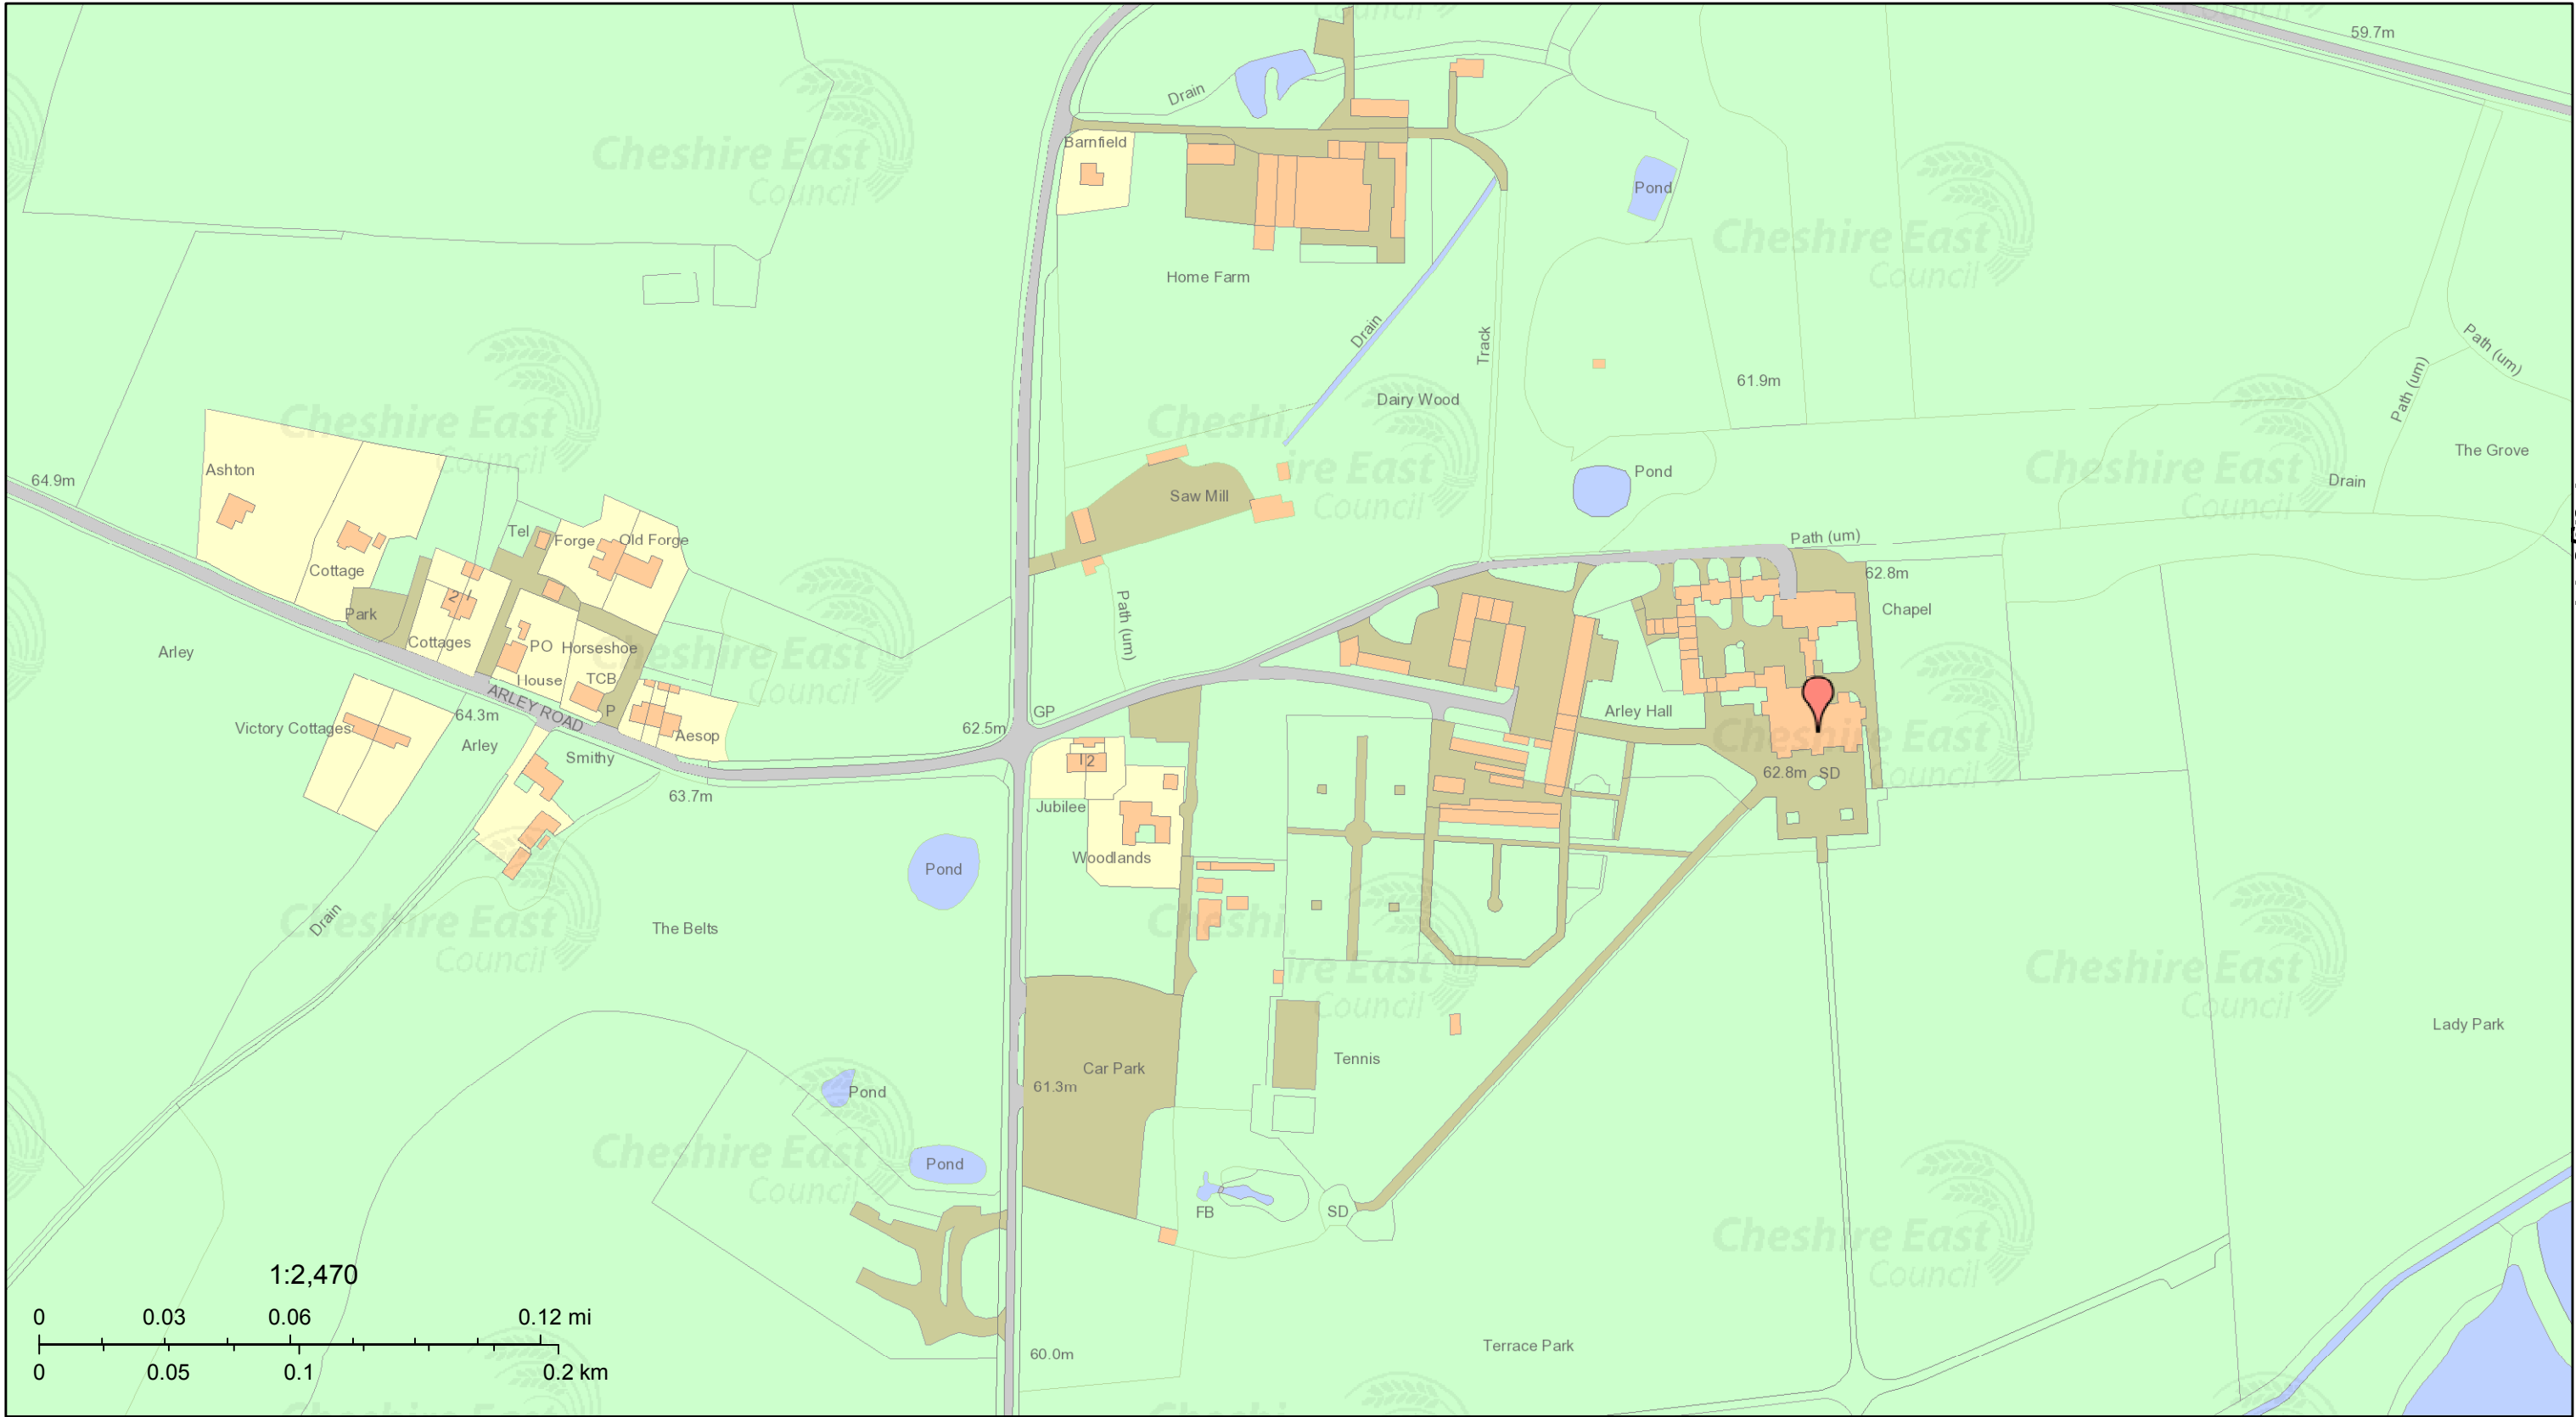 59.7m
Drain
Barnfield
Pond
Home Farm
Drain
Track
Path (um)
Path (um)
61.9m
Dairy Wood
The Grove
Ashton
64.9m
Pond
Drain
Saw Mill
Tel
Forge
Old Forge
Path (um)
Cottage
62.8m
2 1
Park
Path (um)
Chapel
Cottages
PO
Horseshoe
Arley
House
TCB
ARLEY ROAD
P
64.3m
GP
Arley Hall
Victory Cottages
62.5m
Aesop
Arley
Smithy
1 2
62.8m
SD
63.7m
Jubilee
Woodlands
Pond
Drain
The Belts
Lady Park
Tennis
Car Park
61.3m
Pond
Pond
FB
SD
1:2,470
0
0.03
0.06
0.12 mi
Terrace Park
60.0m
0
0.05
0.1
0.2 km
Cheshire East
Council